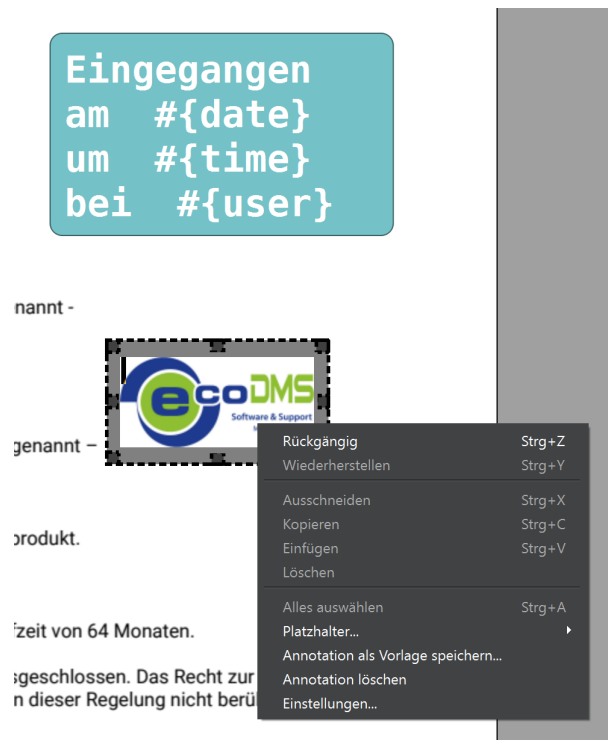 Eingegangen
am #{date}
um #{time}
bei #{user}
nannt -
ecoDMS
Software & Support
genannt –
Rückgängig Strg+Z
Wiederherstellen Strg+Y
Ausschneiden Strg+X
Kopieren Strg+C
Einfügen Strg+V
Löschen
Alles auswählen Strg+A
Platzhalter...
Annotation als Vorlage speichern...
Annotation löschen
Einstellungen...
produkt.
fzeit von 64 Monaten.
sgeschlossen. Das Recht zur
n dieser Regelung nicht berü